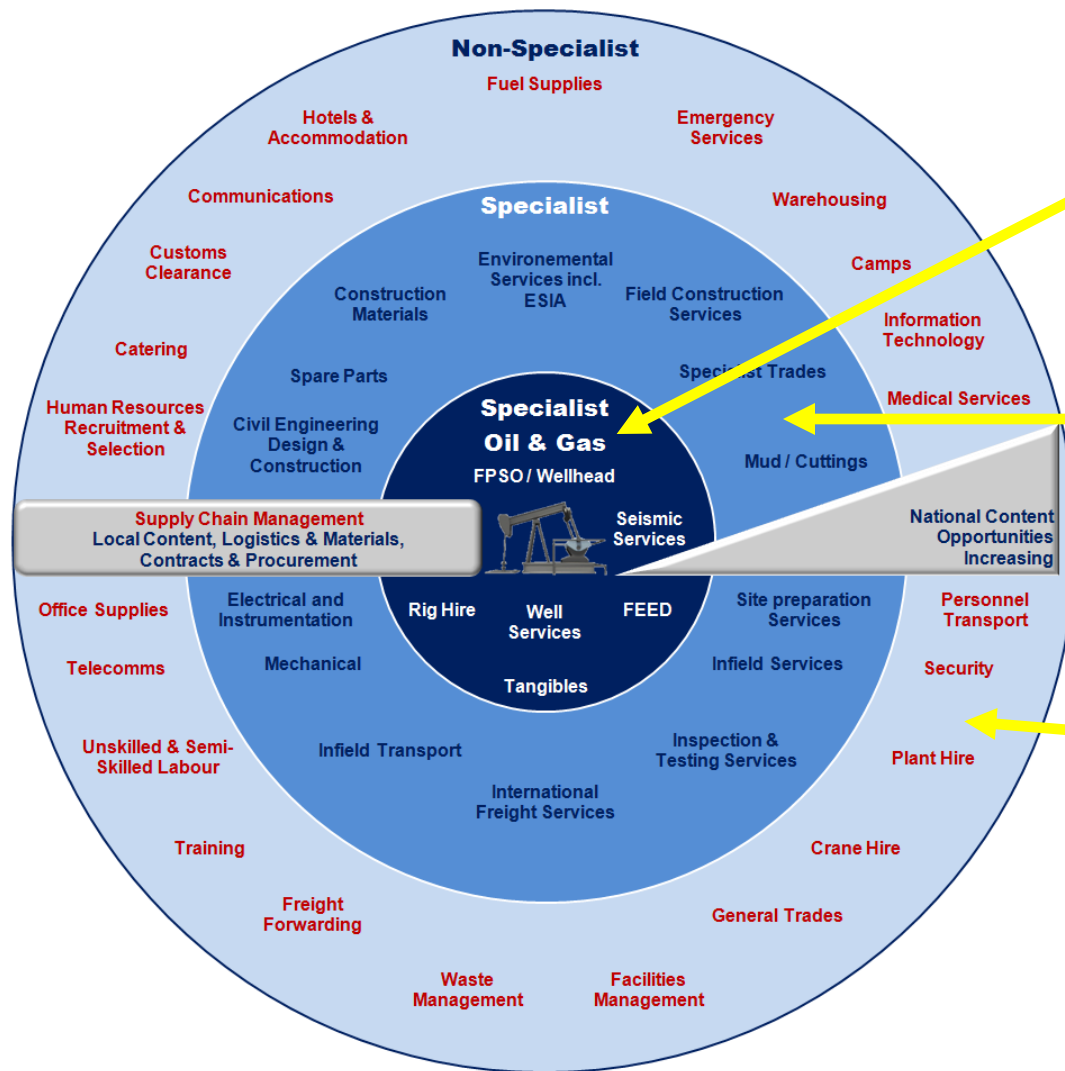 Non-Specialist
Fuel Supplies
Hotels &
Accommodation
Emergency
Services
Communications
Warehousing
Customs
Clearance
Camps
Catering
Information
Technology
Human Resources
Recruitment &
Selection
Medical Services
Specialist
Environemental
Services incl.
ESIA
Construction
Materials
Field Construction
Services
Spare Parts
Specialist Trades
Civil Engineering
Design &
Construction
Mud / Cuttings
Specialist
Oil & Gas
FPSO / Wellhead
Seismic
Services
Supply Chain Management
Local Content, Logistics & Materials,
Contracts & Procurement
National Content
Opportunities
Increasing
Rig Hire
Well
Services
FEED
Tangibles
Electrical and
Instrumentation
Site preparation
Services
Mechanical
Infield Services
Infield Transport
Inspection &
Testing Services
International
Freight Services
Office Supplies
Personnel
Transport
Telecomms
Security
Unskilled & Semi-
Skilled Labour
Plant Hire
Training
Crane Hire
Freight
Forwarding
General Trades
Waste
Management
Facilities
Management